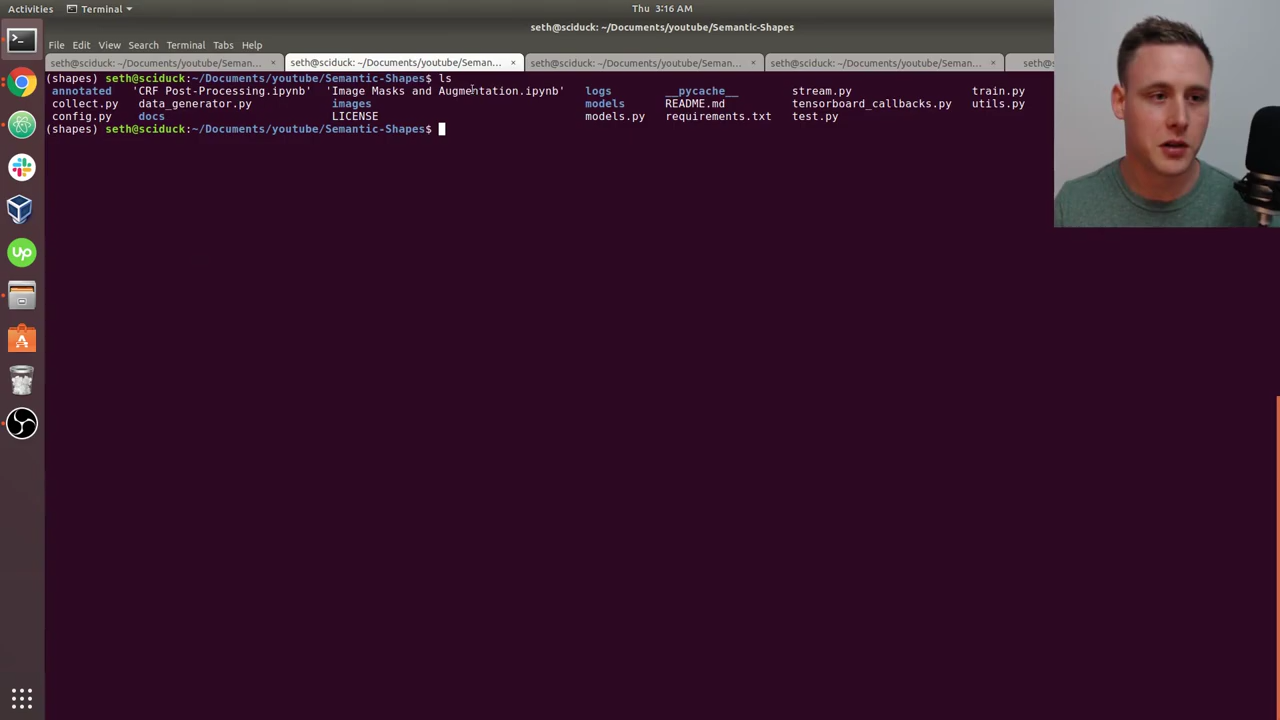 Activities Terminal Thu 3:16 AM
seth@sciduck: ~/Documents/youtube/Semantic-Shapes
File Edit View Search Terminal Tabs Help
seth@sciduck: ~/Documents/youtube/Seman... × seth@sciduck: ~/Documents/youtube/Seman... × seth@sciduck: ~/Documents/youtube/Seman... × seth@sciduck: ~/Documents/youtube/Seman... × se
(shapes) seth@sciduck:~/Documents/youtube/Semantic-Shapes$ ls
annotated 'CRF Post-Processing.ipynb' 'Image Masks and Augmentation.ipynb' logs __pycache__ stream.py train.py
collect.py data_generator.py images models README.md tensorboard_callbacks.py utils.py
config.py docs LICENSE models.py requirements.txt test.py
(shapes) seth@sciduck:~/Documents/youtube/Semantic-Shapes$
Up